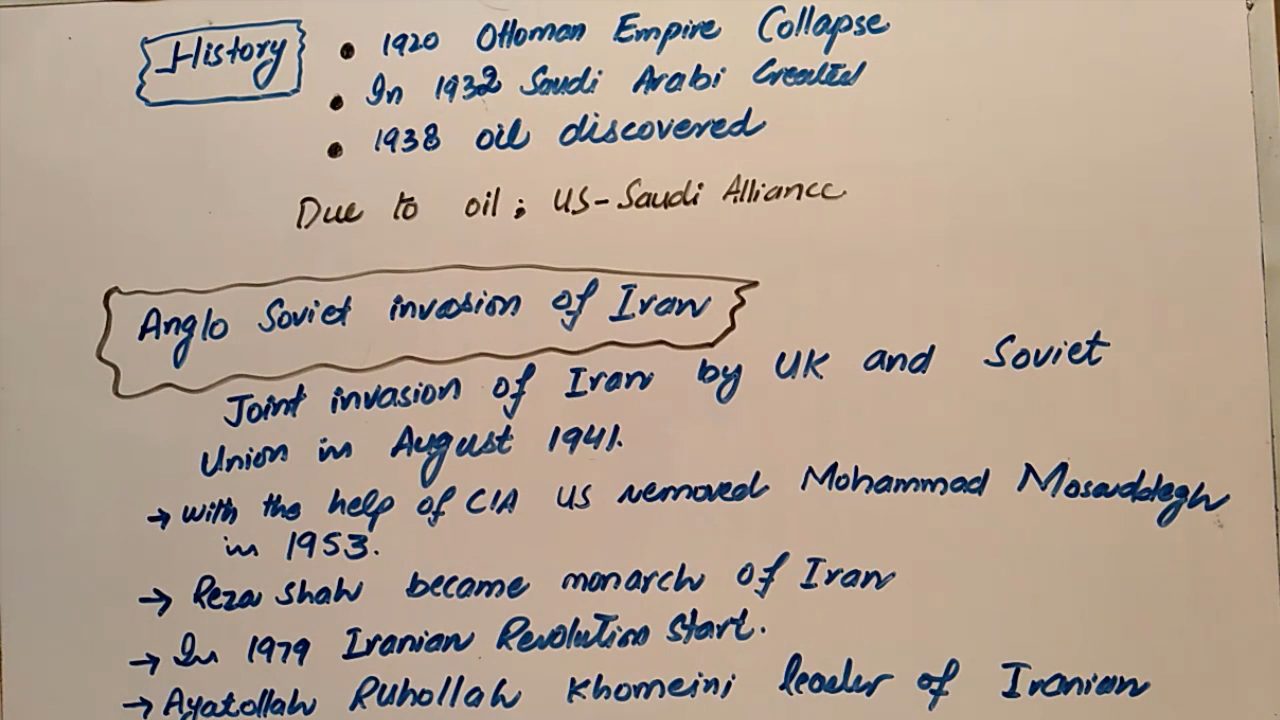 History
• 1920 Ottoman Empire Collapse
• In 1932 Saudi Arabi Created
• 1938 oil discovered
Due to oil ; US-Saudi Alliance
Anglo Soviet invasion of Iran
Joint invasion of Iran by UK and Soviet
Union in August 1941.
→ with the help of CIA US removed Mohammad Mosaddegh
in 1953.
→ Reza Shah became monarch of Iran
→ In 1979 Iranian Revolution Start.
→ Ayatollah Ruhollah Khomeini leader of Iranian